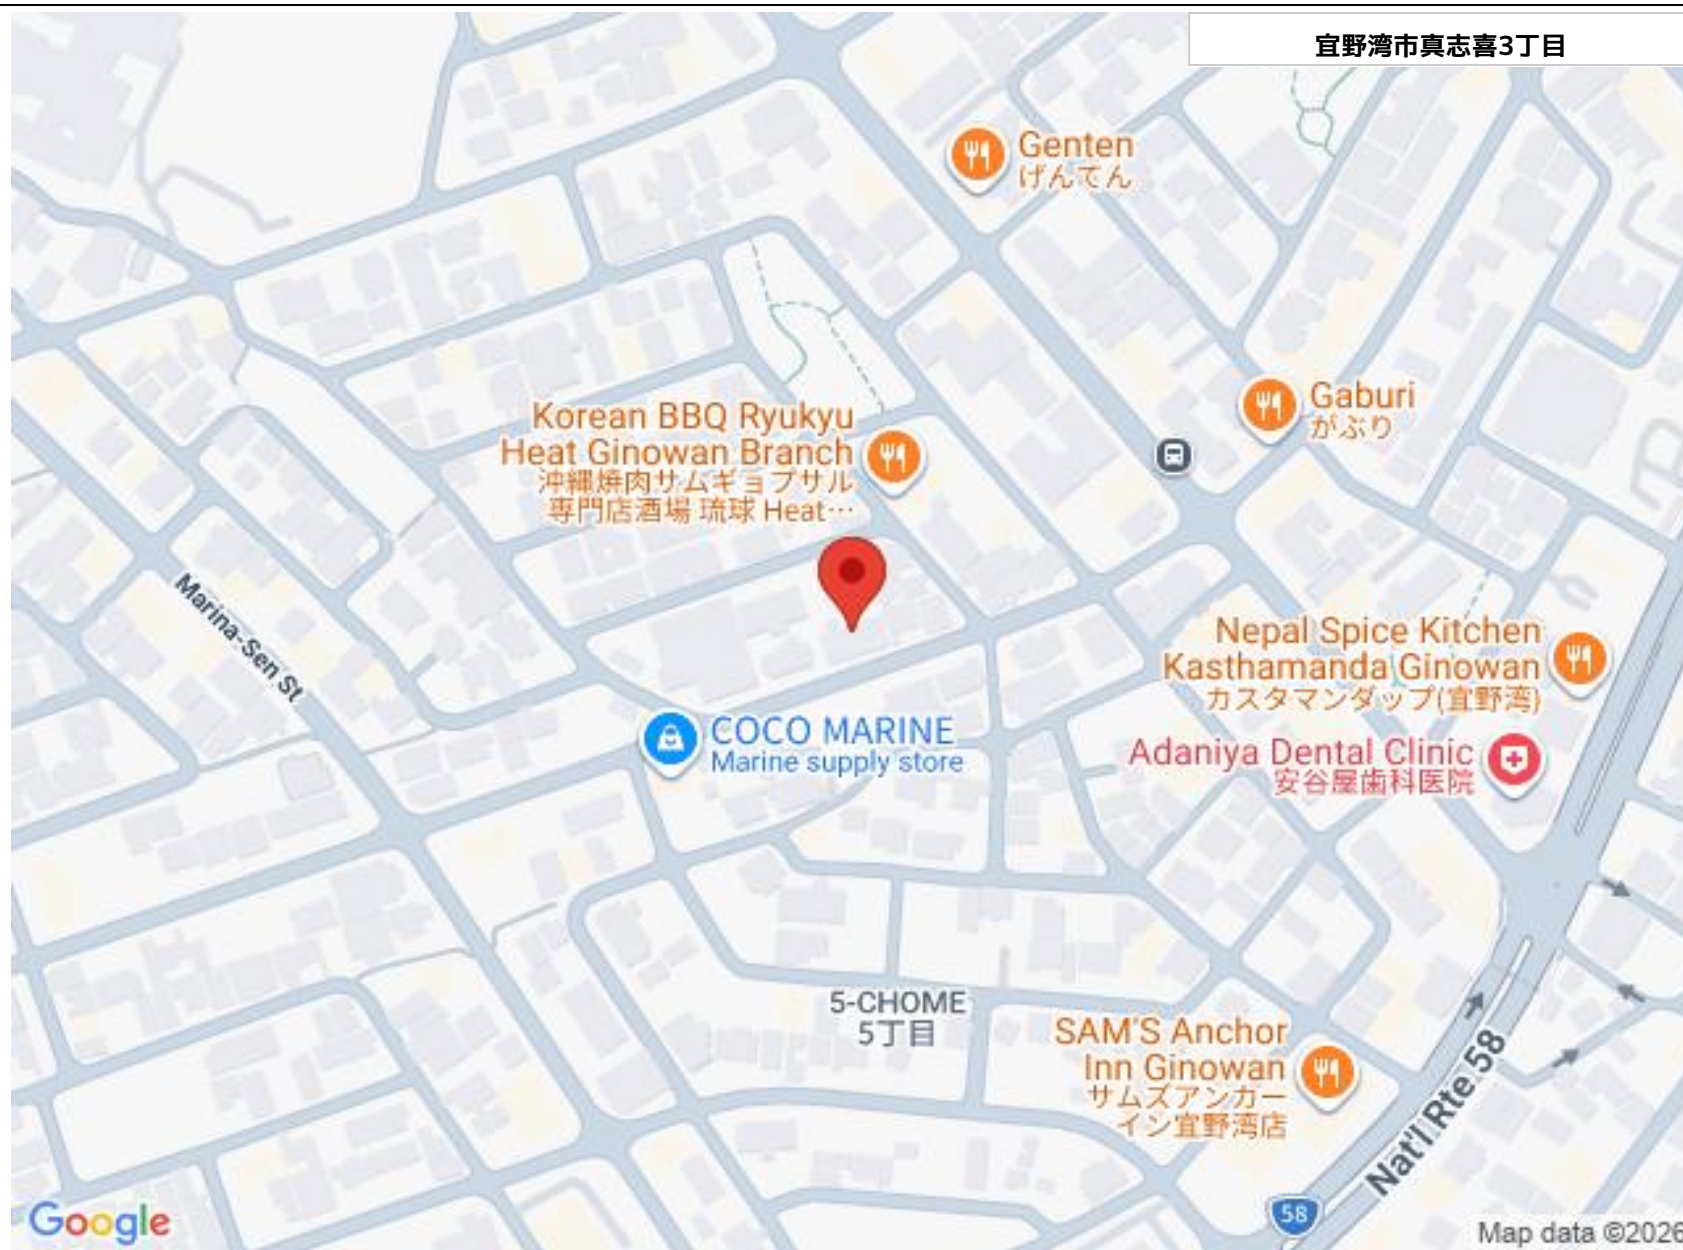 宜野湾市真志喜3丁目
Genten
げんてん
Gaburi
がぶり
Korean BBQ Ryukyu
Heat Ginowan Branch
沖縄焼肉サムギョプサル
専門店酒場 琉球 Heat…
Marina-Sen St
Nepal Spice Kitchen
Kasthamanda Ginowan
カスタマンダップ(宜野湾)
COCO MARINE
Marine supply store
Adaniya Dental Clinic
安谷屋歯科医院
5-CHOME
5丁目
SAM'S Anchor
Inn Ginowan
サムズアンカー
イン宜野湾店
Nat'l Rte 58
58
Google
Map data ©2026